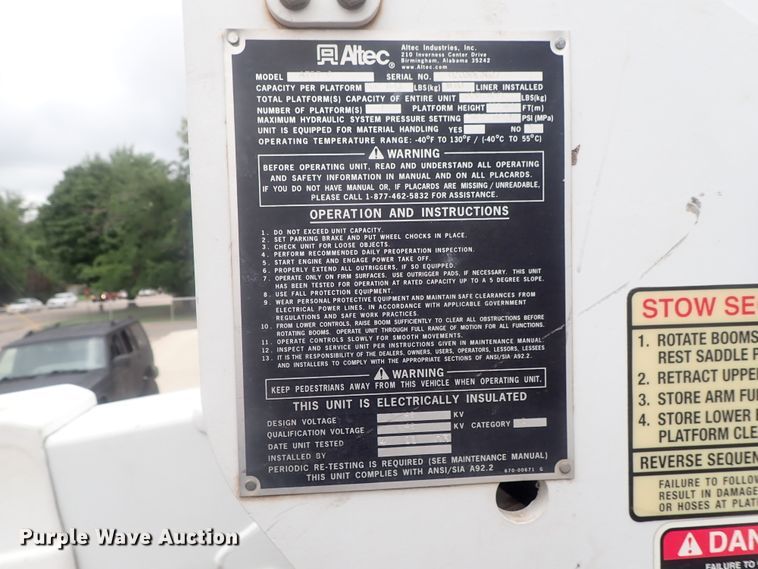 Altec
Altec Industries, Inc.
210 Inverness Center Drive
Birmingham, Alabama 35242
www.Altec.com
MODEL SERIAL NO.
CAPACITY PER PLATFORM LBS(kg) LINER INSTALLED
TOTAL PLATFORM(S) CAPACITY OF ENTIRE UNIT LBS(kg)
NUMBER OF PLATFORM(S) PLATFORM HEIGHT FT(m)
MAXIMUM HYDRAULIC SYSTEM PRESSURE SETTING PSI (MPa)
UNIT IS EQUIPPED FOR MATERIAL HANDLING YES NO
OPERATING TEMPERATURE RANGE: -40°F TO 130°F / (-40°C TO 55°C)
WARNING
BEFORE OPERATING UNIT, READ AND UNDERSTAND ALL OPERATING
AND SAFETY INFORMATION IN MANUAL AND ON ALL PLACARDS.
IF YOU DO NOT HAVE MANUAL OR, IF PLACARDS ARE MISSING / UNREADABLE,
PLEASE CALL 1-877-462-5832 FOR ASSISTANCE.
OPERATION AND INSTRUCTIONS
1. DO NOT EXCEED UNIT CAPACITY.
2. SET PARKING BRAKE AND PUT WHEEL CHOCKS IN PLACE.
3. CHECK UNIT FOR LOOSE OBJECTS.
4. PERFORM RECOMMENDED DAILY PREOPERATION INSPECTION.
5. START ENGINE AND ENGAGE POWER TAKE OFF.
6. PROPERLY EXTEND ALL OUTRIGGERS, IF SO EQUIPPED.
7. OPERATE ONLY ON FIRM SURFACES. USE OUTRIGGER PADS, IF NECESSARY. THIS UNIT
HAS BEEN TESTED FOR OPERATION AT RATED CAPACITY UP TO A 5 DEGREE SLOPE.
8. USE FALL PROTECTION EQUIPMENT.
9. WEAR PERSONAL PROTECTIVE EQUIPMENT AND MAINTAIN SAFE CLEARANCES FROM
ELECTRICAL POWER LINES, IN ACCORDANCE WITH APPLICABLE GOVERNMENT
REGULATIONS AND SAFE WORK PRACTICES.
10. FROM LOWER CONTROLS, RAISE BOOM SUFFICIENTLY TO CLEAR ALL OBSTRUCTIONS BEFORE
ROTATING BOOMS. OPERATE UNIT THROUGH FULL RANGE OF MOTION FOR ALL FUNCTIONS.
11. OPERATE CONTROLS SLOWLY FOR SMOOTH MOVEMENTS.
12. INSPECT AND SERVICE UNIT PER INSTRUCTIONS GIVEN IN MAINTENANCE MANUAL.
13. IT IS THE RESPONSIBILITY OF THE DEALERS, OWNERS, USERS, OPERATORS, LESSORS, LESSEES
AND INSTALLERS TO COMPLY WITH THE APPROPRIATE SECTIONS OF ANSI/SIA A92.2.
WARNING
KEEP PEDESTRIANS AWAY FROM THIS VEHICLE WHEN OPERATING UNIT.
THIS UNIT IS ELECTRICALLY INSULATED
DESIGN VOLTAGE KV
QUALIFICATION VOLTAGE KV CATEGORY
DATE UNIT TESTED
INSTALLED BY
PERIODIC RE-TESTING IS REQUIRED (SEE MAINTENANCE MANUAL)
THIS UNIT COMPLIES WITH ANSI/SIA A92.2 670-00671 G
STOW SE
1. ROTATE BOOMS
REST SADDLE
2. RETRACT UPPE
3. STORE ARM FU
4. STORE LOWER
PLATFORM CLE
REVERSE SEQUEN
FAILURE TO FOLLO
RESULT IN DAMAG
OR HOSES AT PLAT
DAN
FAILURE TO
Purple Wave Auction